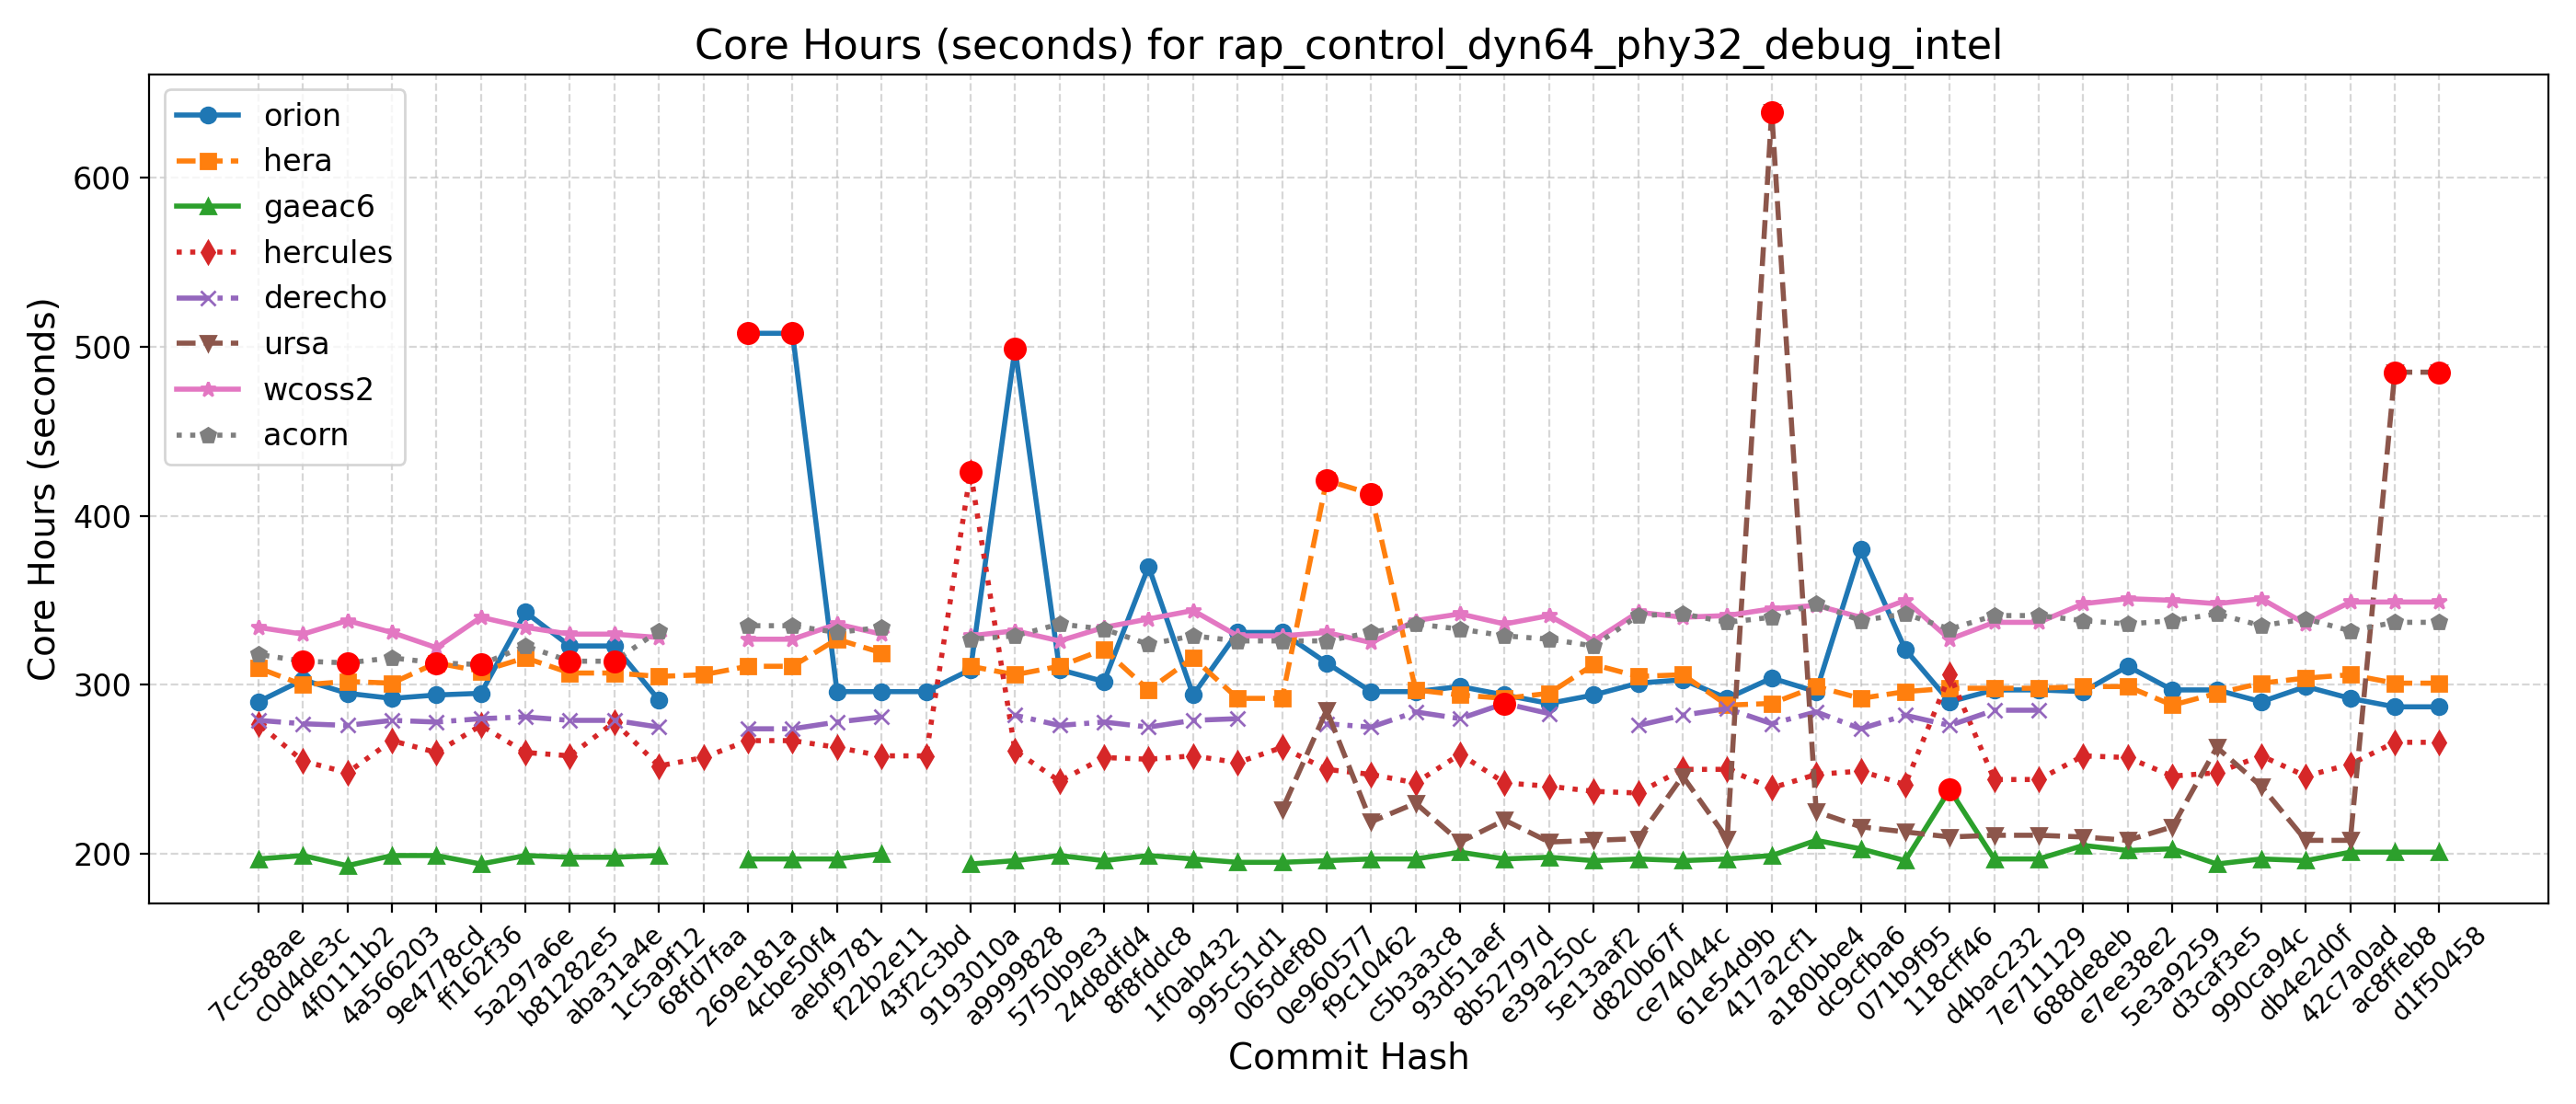 Core Hours (seconds) for rap_control_dyn64_phy32_debug_intel
orion
hera
gaeac6
hercules
derecho
ursa
wcoss2
acorn
600
500
400
300
200
Core Hours (seconds)
7cc588ae
c0d4de3c
4f0111b2
4a566203
9e4778cd
ff162f36
5a297a6e
b81282e5
aba31a4e
1c5a9f12
68fd7faa
269e181a
4cbe50f4
aebf9781
f22b2e11
43f2c3bd
9193010a
a9999828
5750b9e3
24d8dfd4
8f8fddc8
1f0ab432
995c51d1
065def80
0e960577
f9c10462
c5b3a3c8
93d51aef
8b52797d
e39a250c
5e13aaf2
d820b67f
ce74044c
61e54d9b
417a2cf1
a180bbe4
dc9cfba6
071b9f95
118cff46
d4bac232
7e711129
688de8eb
e7ee38e2
5e3a9259
d3caf3e5
990ca94c
db4e2d0f
42c7a0ad
ac8ffeb8
d1f50458
Commit Hash